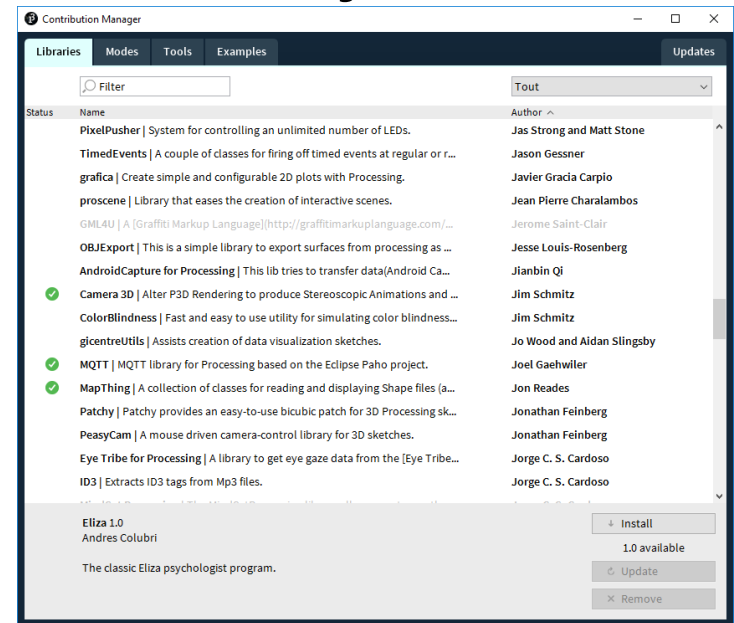 Contribution Manager
Libraries Modes Tools Examples Updates
Filter Tout
Status Name Author
PixelPusher | System for controlling an unlimited number of LEDs. Jas Strong and Matt Stone
TimedEvents | A couple of classes for firing off timed events at regular or r... Jason Gessner
grafica | Create simple and configurable 2D plots with Processing. Javier Gracia Carpio
proscene | Library that eases the creation of interactive scenes. Jean Pierre Charalambos
GML4U | A [Graffiti Markup Language](http://graffitimarkuplanguage.com/... Jerome Saint-Clair
OBJExport | This is a simple library to export surfaces from processing as ... Jesse Louis-Rosenberg
AndroidCapture for Processing | This lib tries to transfer data(Android Ca... Jianbin Qi
Camera 3D | Alter P3D Rendering to produce Stereoscopic Animations and ... Jim Schmitz
ColorBlindness | Fast and easy to use utility for simulating color blindness... Jim Schmitz
gicentreUtils | Assists creation of data visualization sketches. Jo Wood and Aidan Slingsby
MQTT | MQTT library for Processing based on the Eclipse Paho project. Joel Gaehwiler
MapThing | A collection of classes for reading and displaying Shape files (a... Jon Reades
Patchy | Patchy provides an easy-to-use bicubic patch for 3D Processing sk... Jonathan Feinberg
PeasyCam | A mouse driven camera-control library for 3D sketches. Jonathan Feinberg
Eye Tribe for Processing | A library to get eye gaze data from the [Eye Tribe... Jorge C. S. Cardoso
ID3 | Extracts ID3 tags from Mp3 files. Jorge C. S. Cardoso
Eliza 1.0 Install
Andres Colubri
1.0 available
The classic Eliza psychologist program. Update
Remove